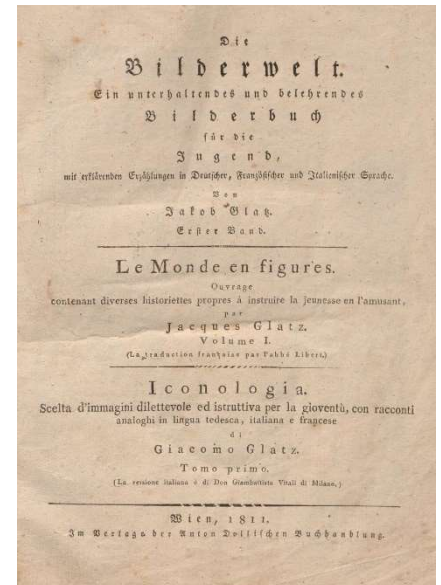 Die
Bilderwelt.
Ein unterhaltendes und belehrendes
Bilderbuch
für die
Jugend,
mit erklärenden Erzählungen in Deutscher, Französischer und Italienischer Sprache.
Von
Jakob Glatz.
Erster Band.
Le Monde en figures.
Ouvrage
contenant diverses historiettes propres à instruire la jeunesse en l'amusant,
par
Jacques Glatz.
Volume I.
(La traduction françaises par l'abbé Libert.)
Iconologia.
Scelta d'immagini dilettevole ed istruttiva per la gioventù, con racconti
analoghi in lingua tedesca, italiana e francese
di
Giacomo Glatz.
Tomo primo.
(La versione italiana è di Don Giambattista Vitali di Milano.)
Wien, 1811.
Im Verlage der Anton Dollischen Buchhandlung.